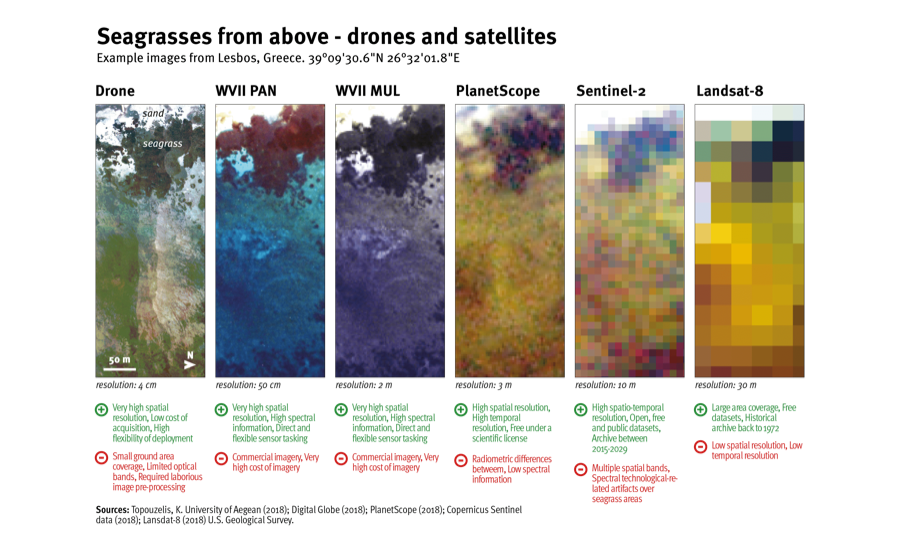 Seagrasses from above - drones and satellites
Example images from Lesbos, Greece. 39°09'30.6"N 26°32'01.8"E
Drone
WVII PAN
WVII MUL
PlanetScope
Sentinel-2
Landsat-8
sand
seagrass
50 m
N
resolution: 4 cm
resolution: 50 cm
resolution: 2 m
resolution: 3 m
resolution: 10 m
resolution: 30 m
Very high spatial
resolution, Low cost of
acquisition, High
flexibility of deployment
Small ground area
coverage, Limited optical
bands, Required laborious
image pre-processing
Very high spatial
resolution, High spectral
information, Direct and
flexible sensor tasking
Commercial imagery, Very
high cost of imagery
Very high spatial
resolution, High spectral
information, Direct and
flexible sensor tasking
Commercial imagery, Very
high cost of imagery
High spatial resolution,
High temporal
resolution, Free under a
scientific license
Radiometric differences
betweern, Low spectral
information
High spatio-temporal
resolution, Open, free
and public datasets,
Archive between
2015-2029
Multiple spatial bands,
Spectral technological-re-
lated artifacts over
seagrass areas
Large area coverage, Free
datasets, Historical
archive back to 1972
Low spatial resolution, Low
temporal resolution
Sources: Topouzelis, K. University of Aegean (2018); Digital Globe (2018); PlanetScope (2018); Copernicus Sentinel
data (2018); Lansdat-8 (2018) U.S. Geological Survey.